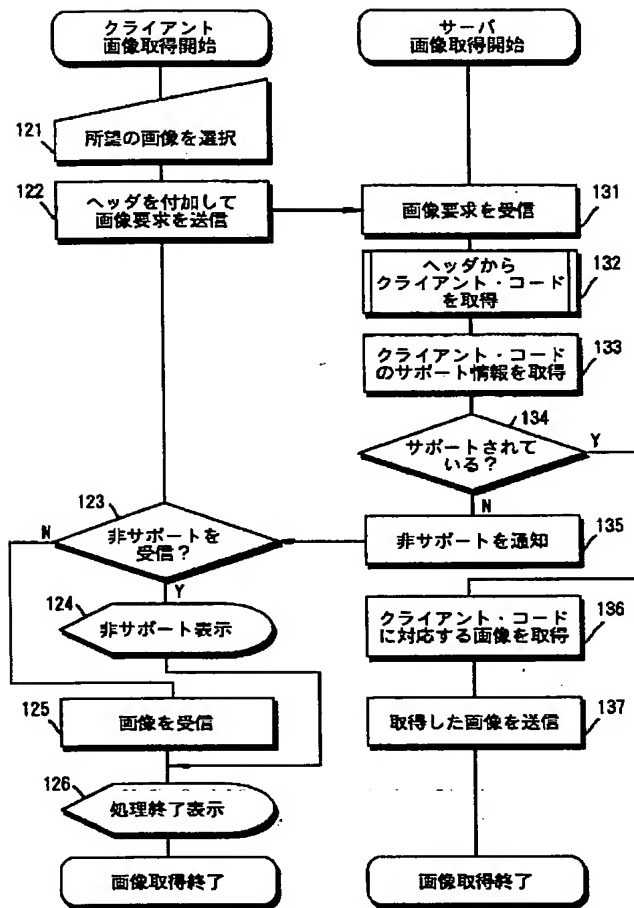 クライアント
画像取得開始
サーバ
画像取得開始
121
所望の画像を選択
122
ヘッダを付加して
画像要求を送信
画像要求を受信
131
ヘッダから
クライアント・コード
を取得
132
クライアント・コード
のサポート情報を取得
133
134
サポートされて
いる?
Y
N
123
非サポートを
受信?
N
Y
非サポートを通知
135
124
非サポート表示
クライアント・コード
に対応する画像を取得
136
125
画像を受信
取得した画像を送信
137
126
処理終了表示
画像取得終了
画像取得終了